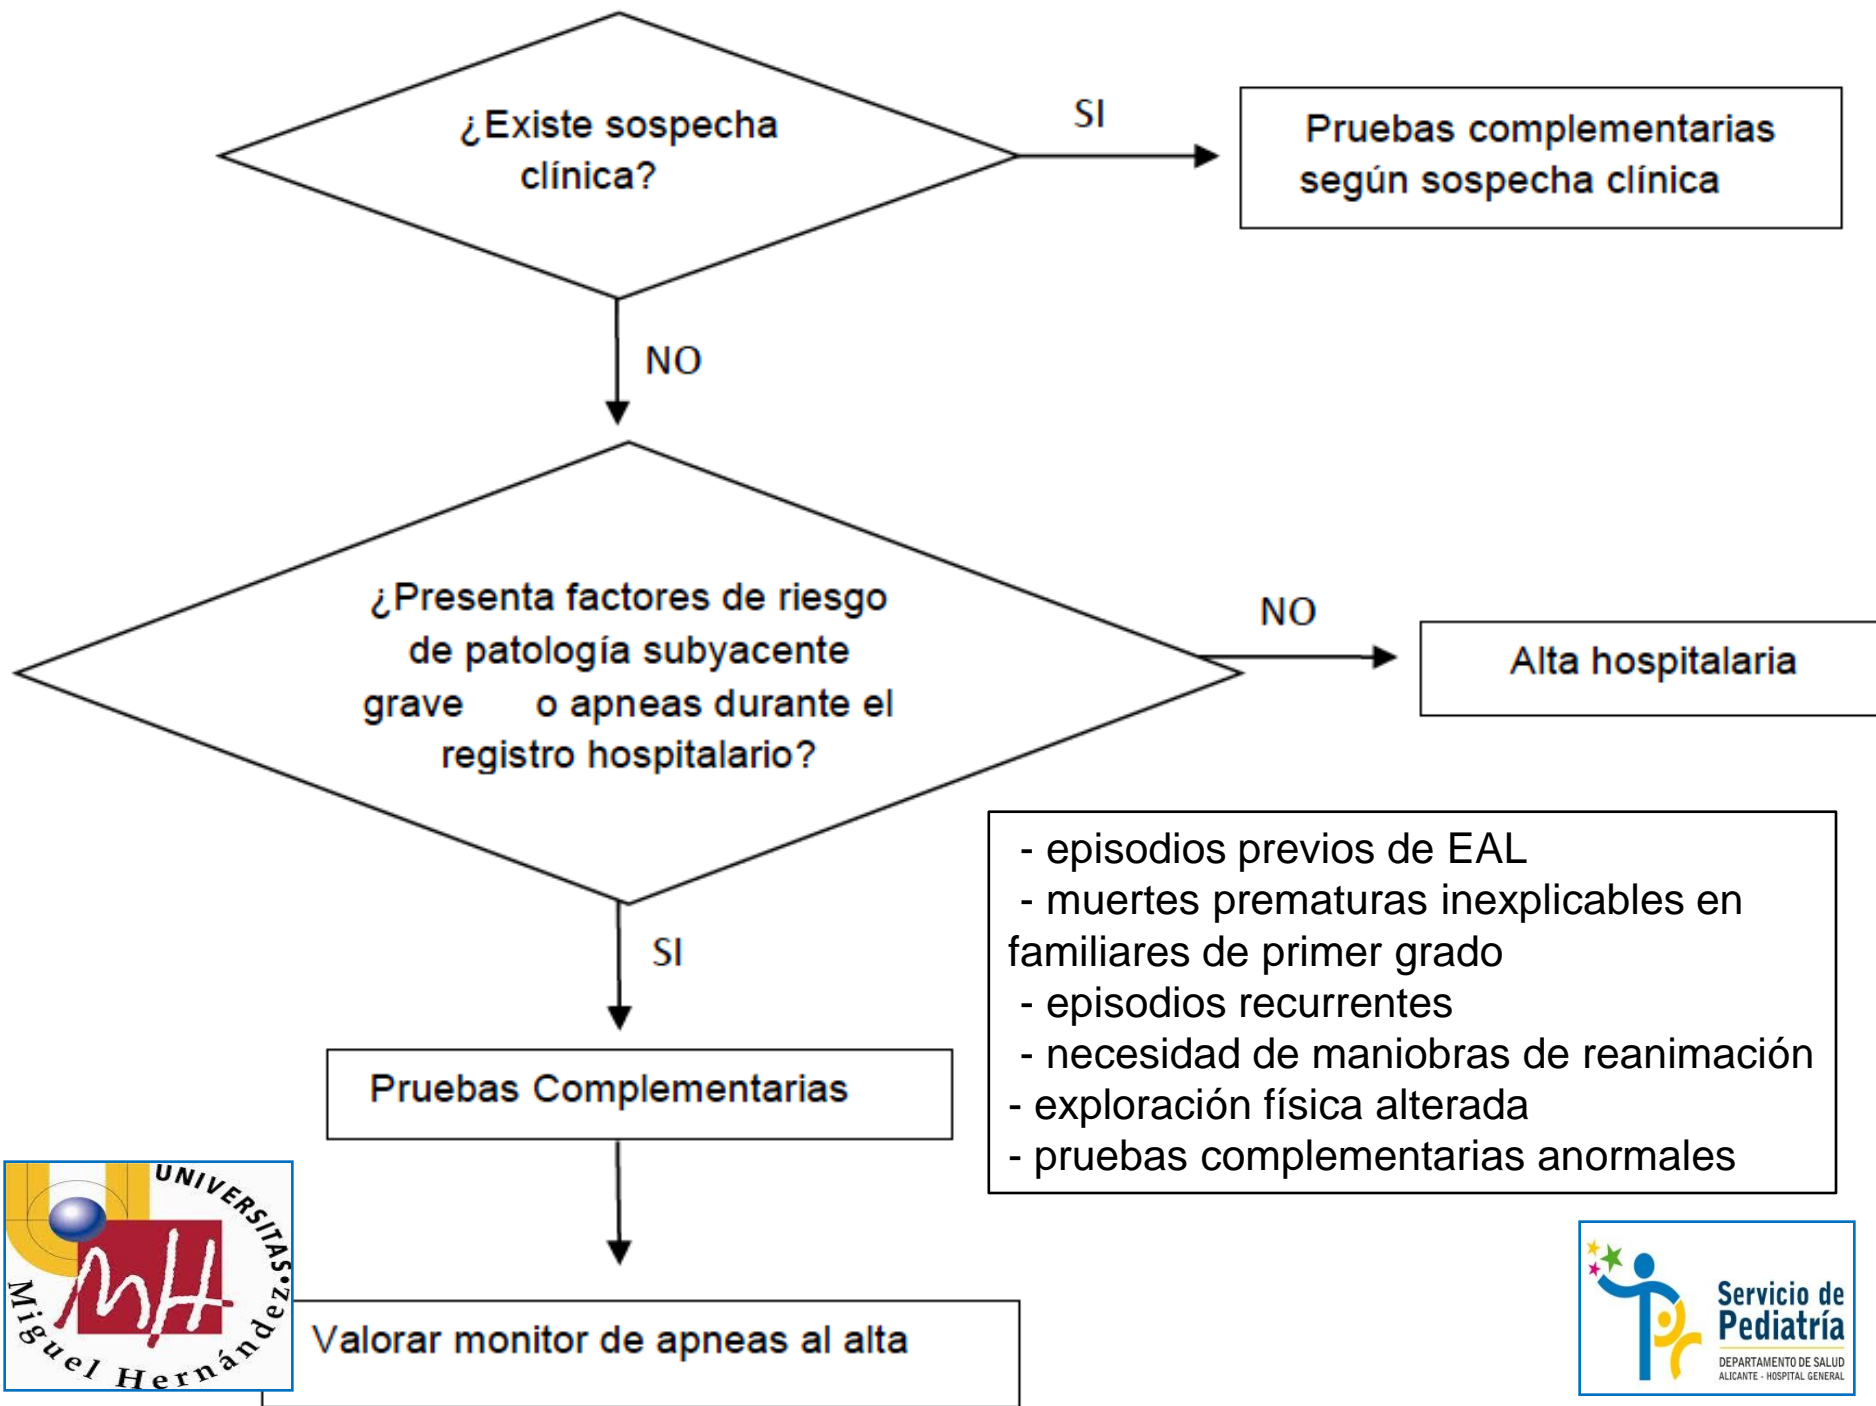 ¿Existe sospecha
clínica?
SI
Pruebas complementarias
según sospecha clínica
NO
¿Presenta factores de riesgo
de patología subyacente
grave o apneas durante el
registro hospitalario?
NO
Alta hospitalaria
SI
- episodios previos de EAL
- muertes prematuras inexplicables en
familiares de primer grado
- episodios recurrentes
- necesidad de maniobras de reanimación
- exploración física alterada
- pruebas complementarias anormales
Pruebas Complementarias
Valorar monitor de apneas al alta
UNIVERSITAS•
MH
Miguel Hernández
Servicio de
Pediatría
DEPARTAMENTO DE SALUD
ALICANTE - HOSPITAL GENERAL